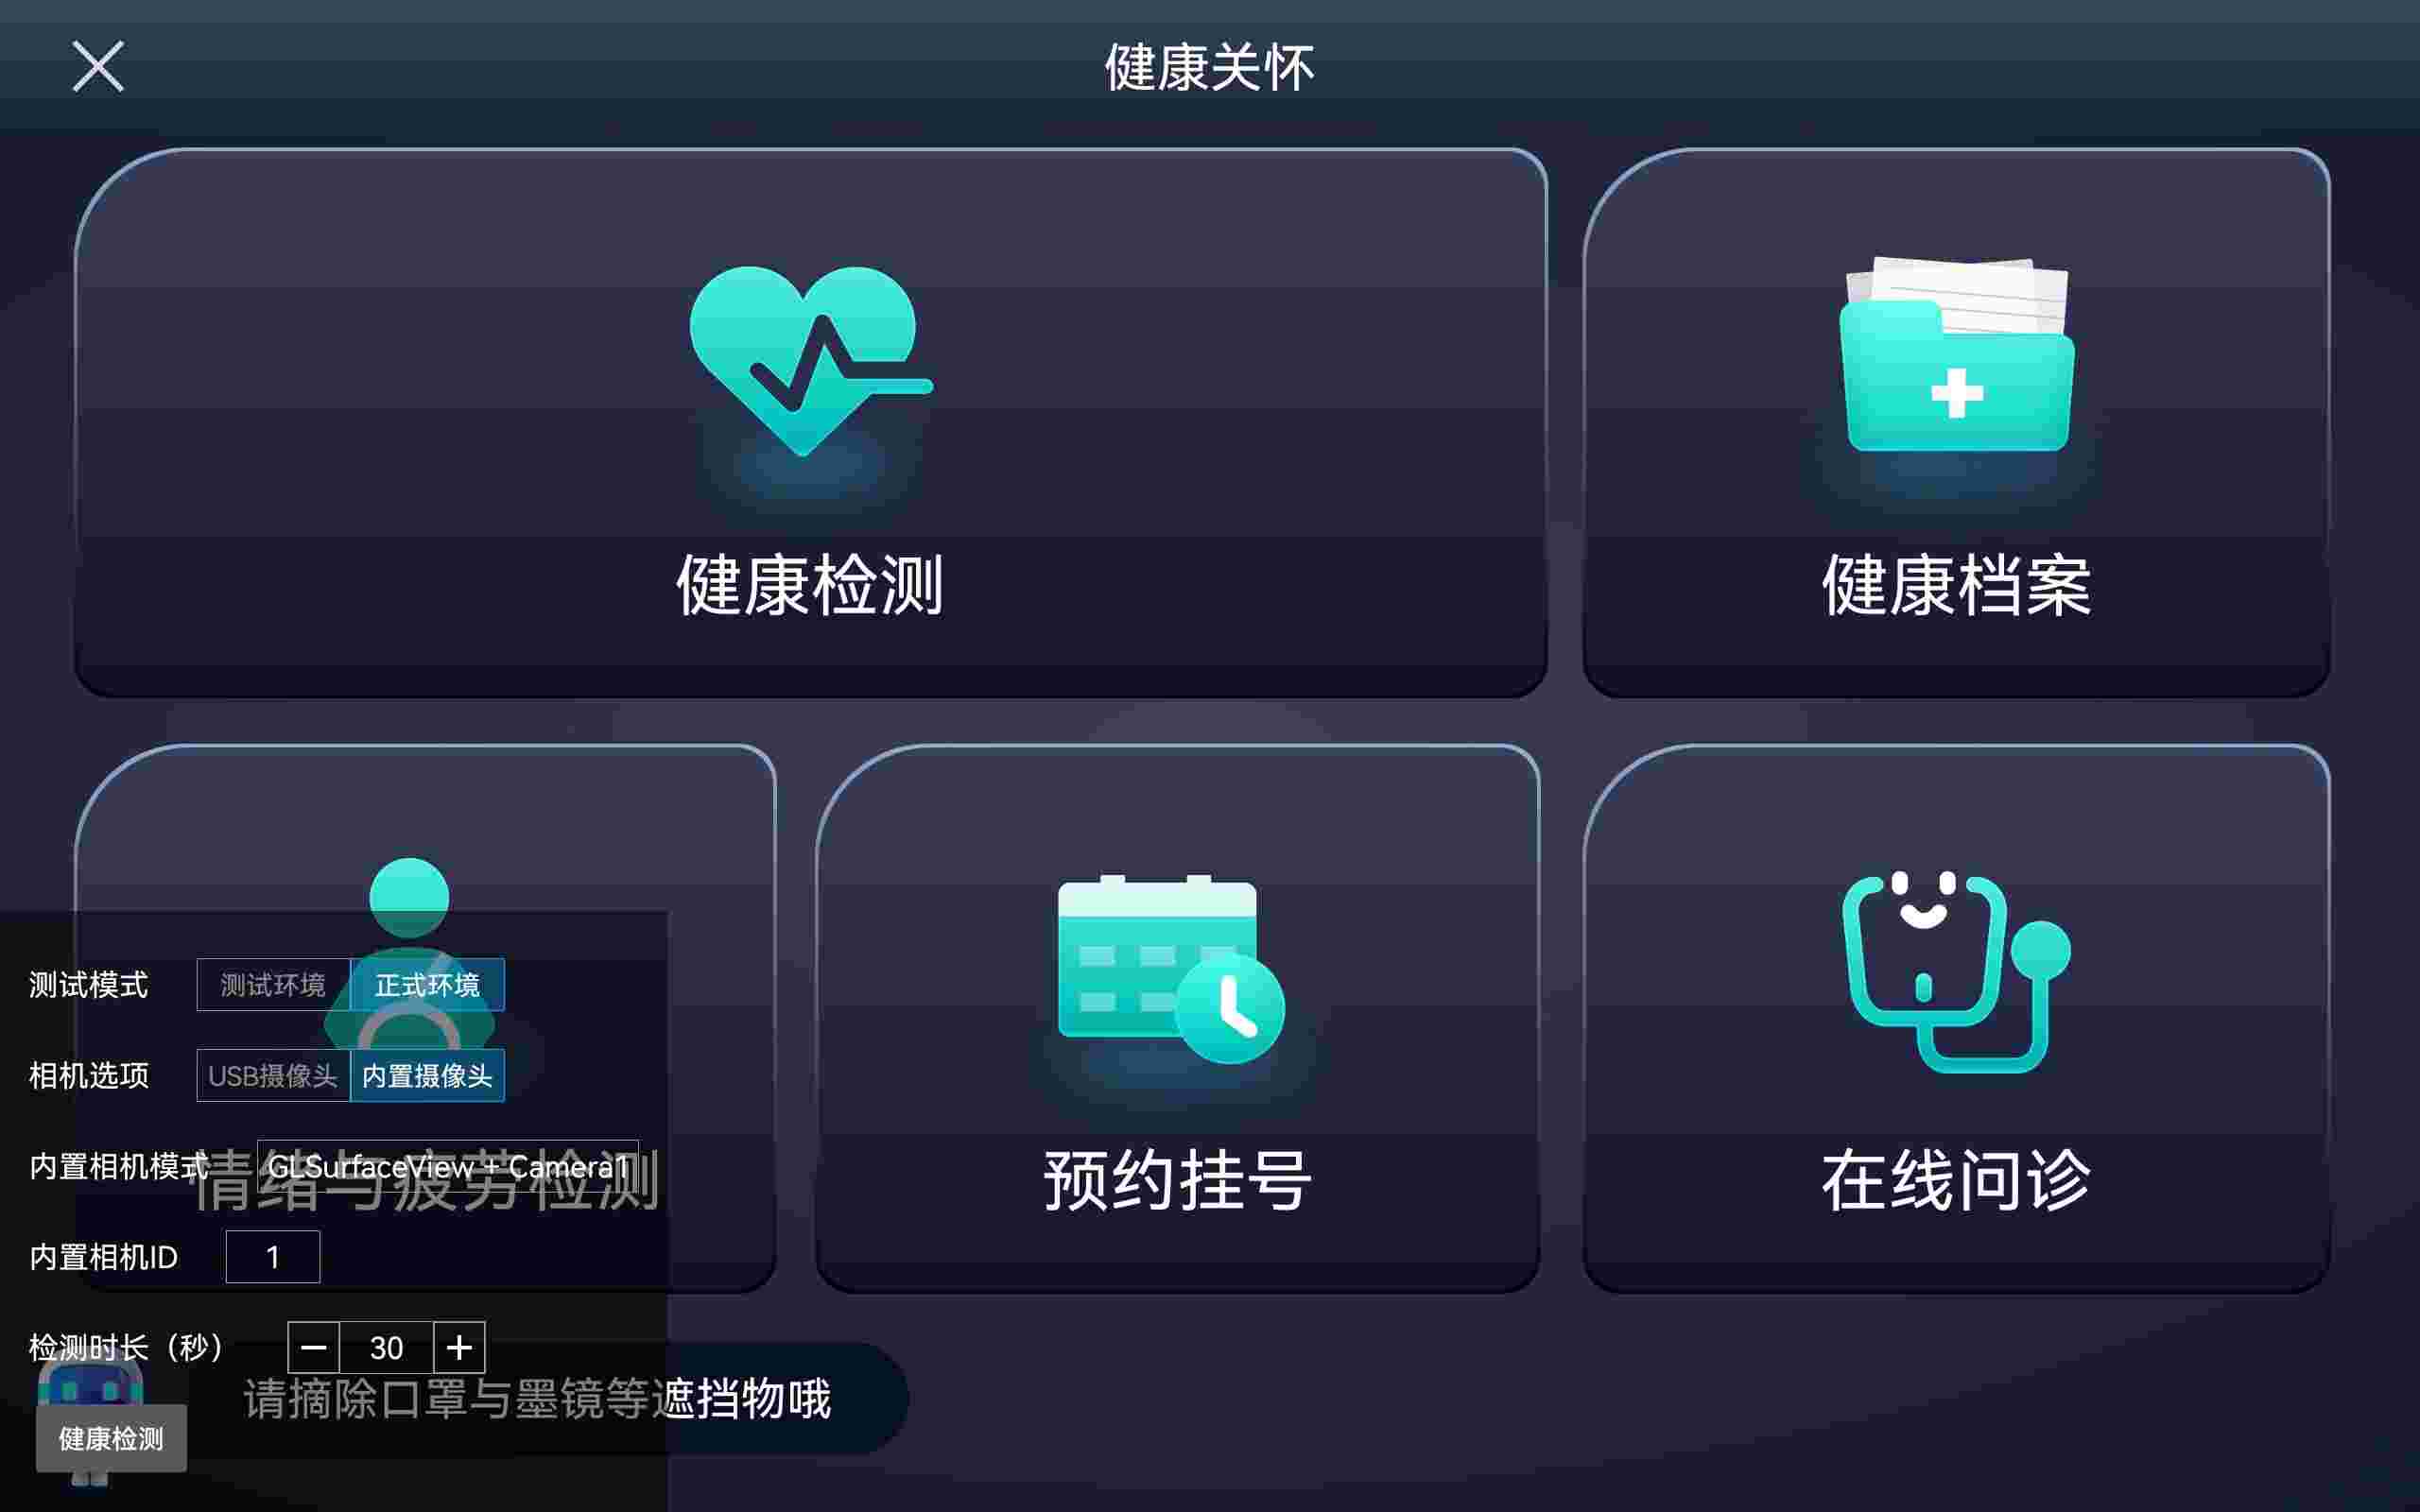 健康关怀
健康检测
健康档案
情绪与疲劳检测
预约挂号
在线问诊
测试模式 测试环境 正式环境
相机选项 USB摄像头 内置摄像头
内置相机模式 GLSurfaceView + Camera1
内置相机ID 1
检测时长（秒） 30
请摘除口罩与墨镜等遮挡物哦
健康检测